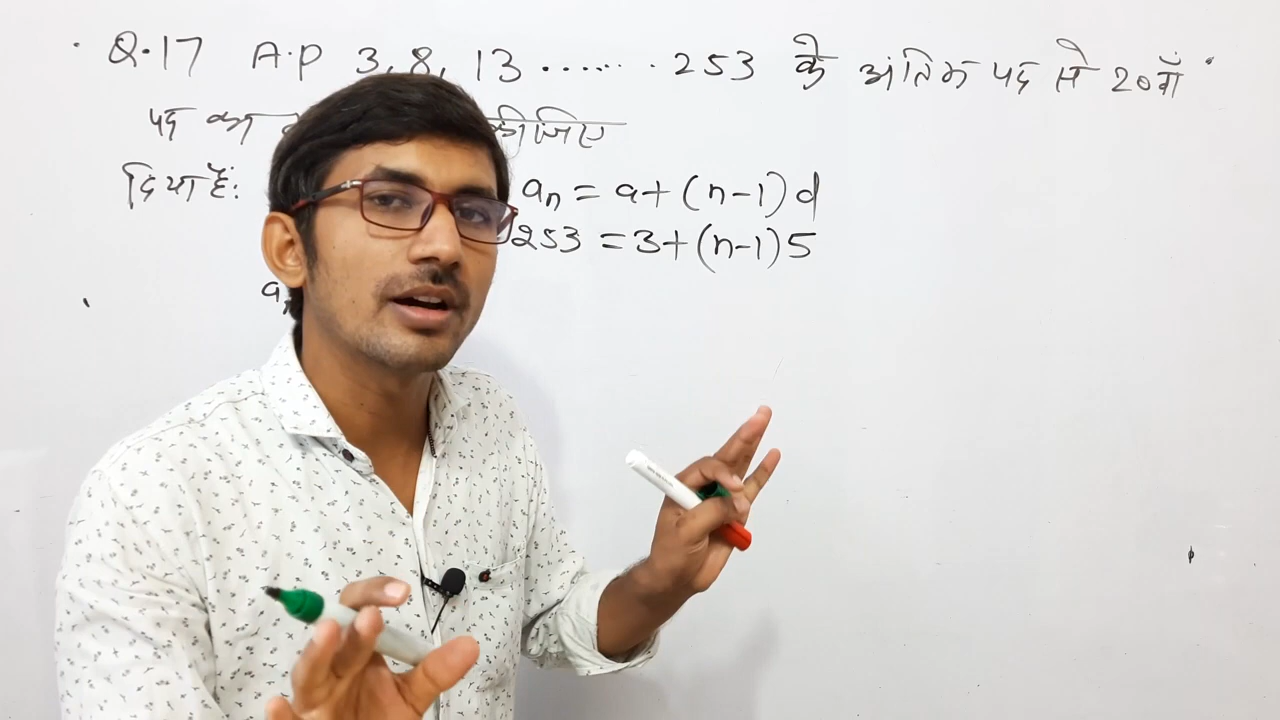 Q.17 A.P 3, 8, 13 ...... . 253 के अंतिम पद से 20वाँ
पद का कीजिए
दिया हैं: an = a+(n-1)d
253 = 3+(n-1)5